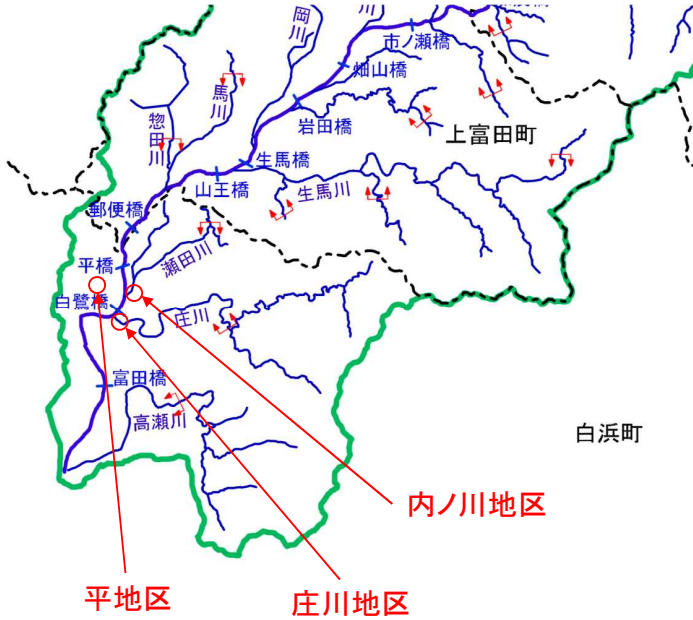 岡川
市ノ瀬橋
畑山橋
馬川
岩田橋
上富田町
惣田川
生馬橋
山王橋
生馬川
郵便橋
瀬田川
平橋
白鷺橋
庄川
富田橋
高瀬川
白浜町
内ノ川地区
平地区
庄川地区